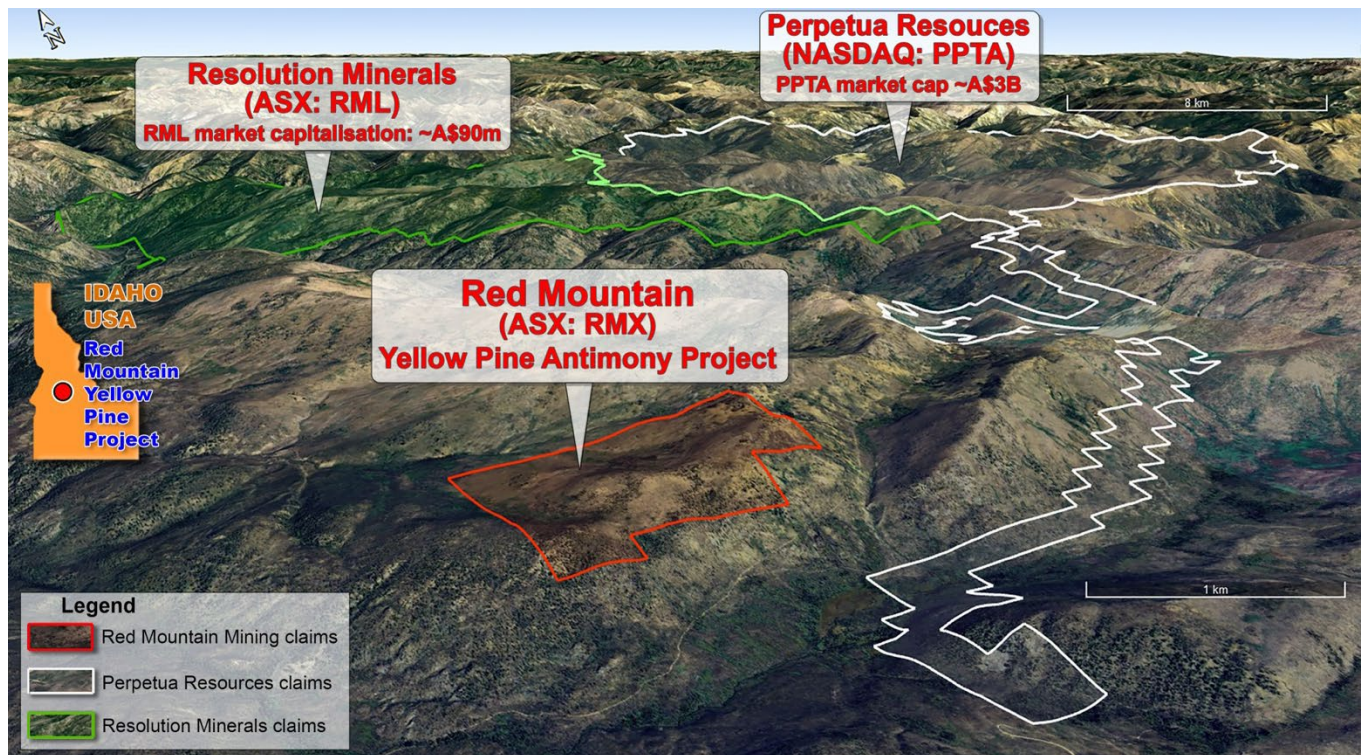 N
Perpetua Resouces
(NASDAQ: PPTA)
PPTA market cap ~A$3B
Resolution Minerals
(ASX: RML)
RML market capitalisation: ~A$90m
8 km
Red Mountain
(ASX: RMX)
Yellow Pine Antimony Project
IDAHO
USA
Red
Mountain
Yellow
Pine
Project
1 km
Legend
Red Mountain Mining claims
Perpetua Resources claims
Resolution Minerals claims